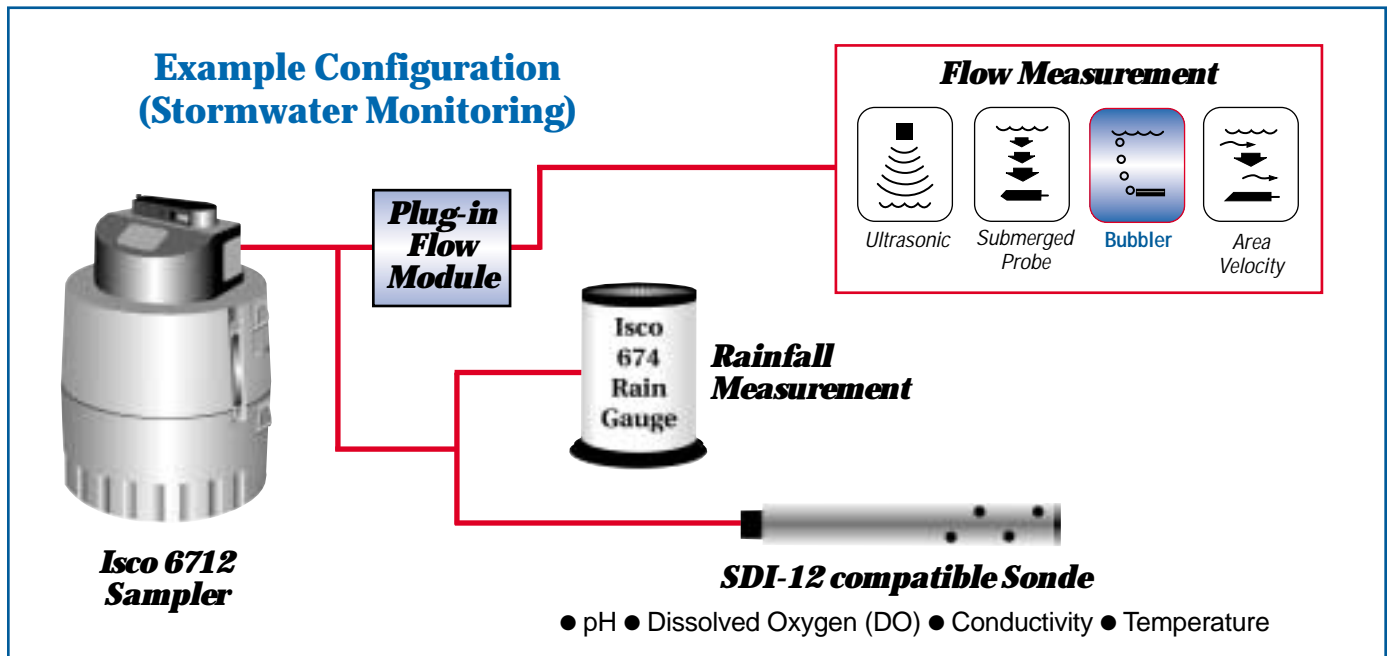 Example Configuration
(Stormwater Monitoring)
Flow Measurement
Ultrasonic
Submerged
Probe
Bubbler
Area
Velocity
Plug-in
Flow
Module
Isco
674
Rain
Gauge
Rainfall
Measurement
Isco 6712
Sampler
SDI-12 compatible Sonde
● pH ● Dissolved Oxygen (DO) ● Conductivity ● Temperature